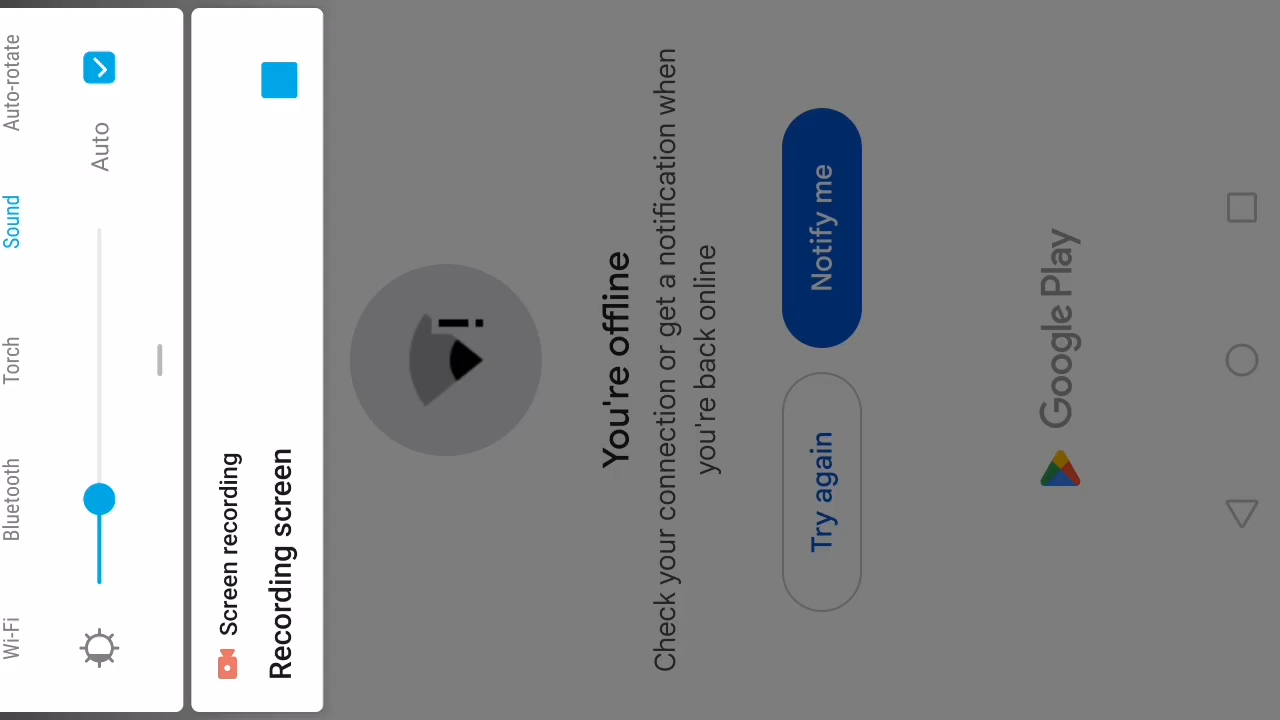 Wi-Fi Bluetooth Torch Sound Auto-rotate
Auto
Screen recording
Recording screen
You're offline
Check your connection or get a notification when
you're back online
Try again Notify me
Google Play